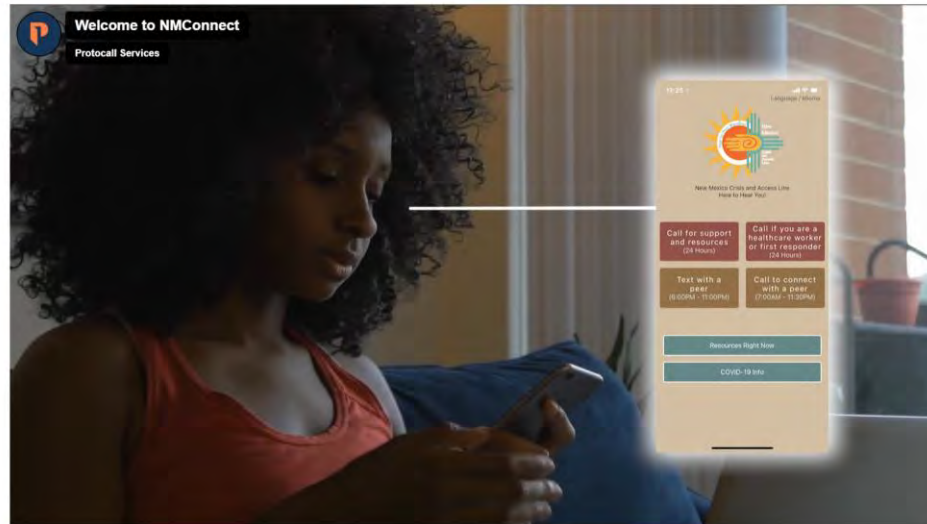 Welcome to NMConnect
Protocall Services
Language / Idioma
New Mexico Crisis and Access Line
Here to Hear You!
Call for support
and resources
(24 Hours)
Call if you are a
healthcare worker
or first responder
(24 Hours)
Text with a
peer
(6:00PM - 11:00PM)
Call to connect
with a peer
(7:00AM - 11:30PM)
Resources Right Now
COVID-19 Info